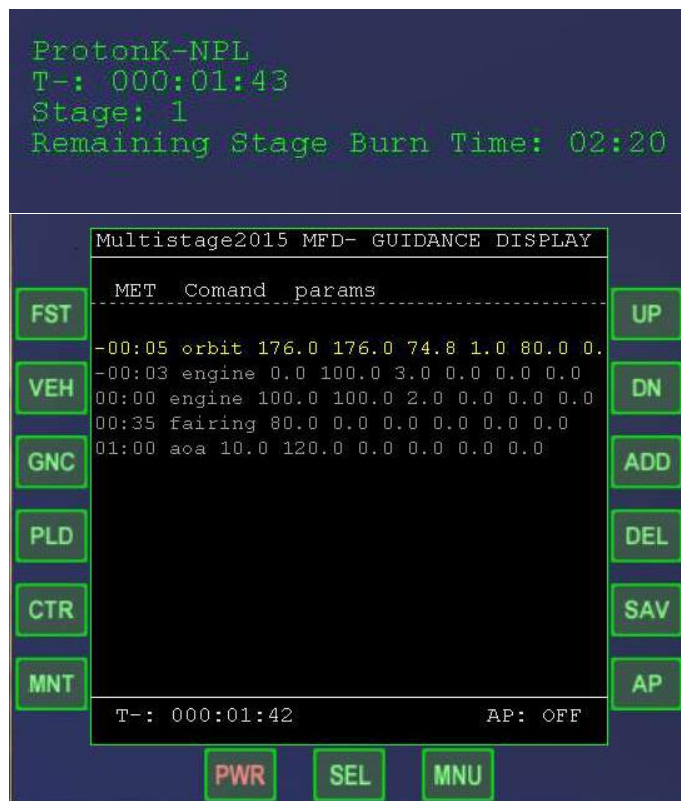 ProtonK-NPL
T-: 000:01:43
Stage: 1
Remaining Stage Burn Time: 02:20
Multistage2015 MFD- GUIDANCE DISPLAY
MET Comand params
-00:05 orbit 176.0 176.0 74.8 1.0 80.0 0.
-00:03 engine 0.0 100.0 3.0 0.0 0.0 0.0
00:00 engine 100.0 100.0 2.0 0.0 0.0 0.0
00:35 fairing 80.0 0.0 0.0 0.0 0.0 0.0
01:00 aoa 10.0 120.0 0.0 0.0 0.0 0.0
T-: 000:01:42 AP: OFF
FST
VEH
GNC
PLD
CTR
MNT
UP
DN
ADD
DEL
SAV
AP
PWR SEL MNU